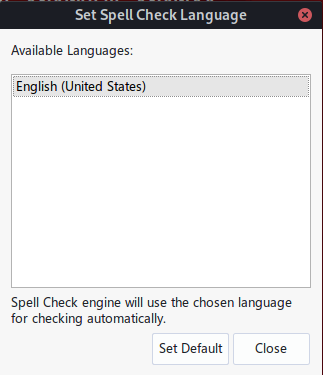 Set Spell Check Language
Available Languages:
English (United States)
Spell Check engine will use the chosen language
for checking automatically.
Set Default
Close